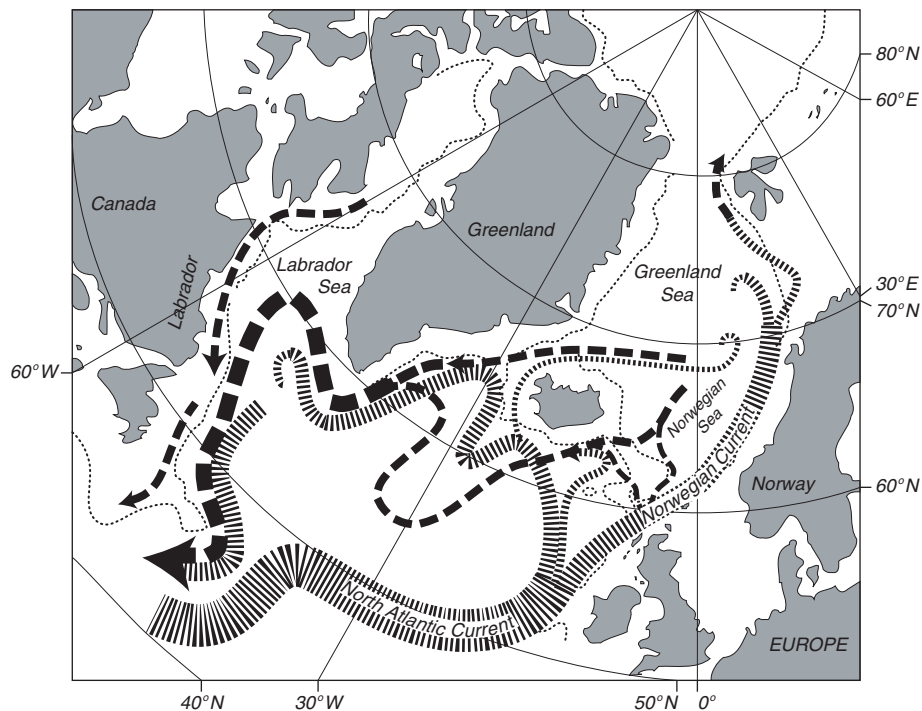 80°N
60°E
Canada
Greenland
Labrador
Labrador
Sea
Greenland
Sea
30°E
70°N
60°W
Norwegian
Sea
Norwegian Current
Norway
60°N
North Atlantic Current
EUROPE
40°N
30°W
50°N
0°